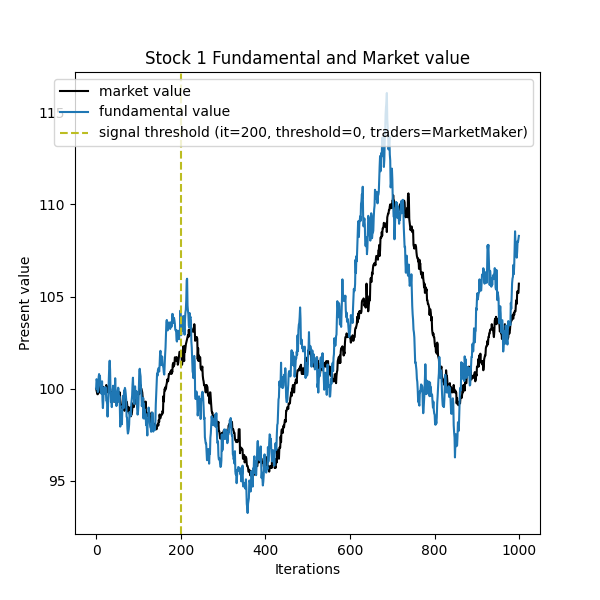 Stock 1 Fundamental and Market value
market value
fundamental value
signal threshold (it=200, threshold=0, traders=MarketMaker)
115
110
105
100
95
Present value
0 200 400 600 800 1000
Iterations